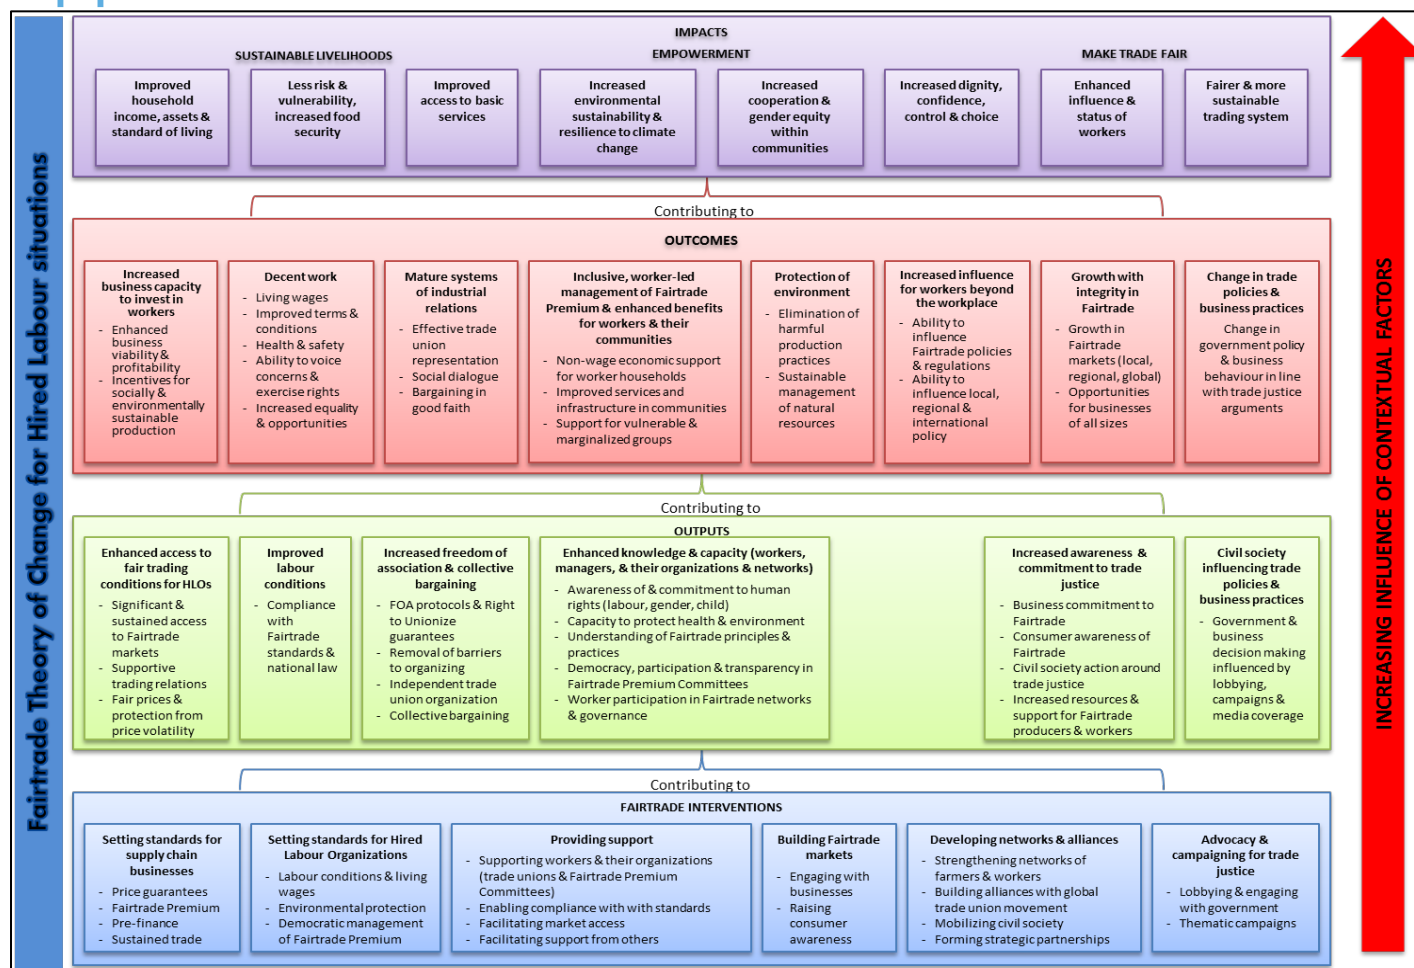 Fairtrade Theory of Change for Hired Labour situations
IMPACTS
SUSTAINABLE LIVELIHOODS
EMPOWERMENT
MAKE TRADE FAIR
Improved
household
income, assets &
standard of living
Less risk &
vulnerability,
increased food
security
Improved
access to basic
services
Increased
environmental
sustainability &
resilience to climate
change
Increased
cooperation &
gender equity
within
communities
Increased dignity,
confidence,
control & choice
Enhanced
influence &
status of
workers
Fairer & more
sustainable
trading system
Contributing to
OUTCOMES
Increased
business capacity
to invest in
workers
- Enhanced
business
viability &
profitability
- Incentives for
socially &
environmentally
sustainable
production
Decent work
- Living wages
- Improved terms &
conditions
- Health & safety
- Ability to voice
concerns &
exercise rights
- Increased equality
& opportunities
Mature systems
of industrial
relations
- Effective trade
union
representation
- Social dialogue
- Bargaining in
good faith
Inclusive, worker-led
management of Fairtrade
Premium & enhanced benefits
for workers & their
communities
- Non-wage economic support
for worker households
- Improved services and
infrastructure in communities
- Support for vulnerable &
marginalized groups
Protection of
environment
- Elimination of
harmful
production
practices
- Sustainable
management
of natural
resources
Increased influence
for workers beyond
the workplace
- Ability to
influence
Fairtrade policies
& regulations
- Ability to
influence local,
regional &
international
policy
Growth with
integrity in
Fairtrade
- Growth in
Fairtrade
markets (local,
regional, global)
- Opportunities
for businesses
of all sizes
Change in trade
policies &
business practices
Change in
government policy
& business
behaviour in line
with trade justice
arguments
Contributing to
OUTPUTS
Enhanced access to
fair trading
conditions for HLOs
- Significant &
sustained access
to Fairtrade
markets
- Supportive
trading relations
- Fair prices &
protection from
price volatility
Improved
labour
conditions
- Compliance
with
Fairtrade
standards &
national law
Increased freedom of
association & collective
bargaining
- FOA protocols & Right
to Unionize
guarantees
- Removal of barriers
to organizing
- Independent trade
union organization
- Collective bargaining
Enhanced knowledge & capacity (workers,
managers, & their organizations & networks)
- Awareness of & commitment to human
rights (labour, gender, child)
- Capacity to protect health & environment
- Understanding of Fairtrade principles &
practices
- Democracy, participation & transparency in
Fairtrade Premium Committees
- Worker participation in Fairtrade networks
& governance
Increased awareness &
commitment to trade
justice
- Business commitment to
Fairtrade
- Consumer awareness of
Fairtrade
- Civil society action around
trade justice
- Increased resources &
support for Fairtrade
producers & workers
Civil society
influencing trade
policies &
business practices
- Government &
business
decision making
influenced by
lobbying,
campaigns &
media coverage
Contributing to
FAIRTRADE INTERVENTIONS
Setting standards for
supply chain
businesses
- Price guarantees
- Fairtrade Premium
- Pre-finance
- Sustained trade
Setting standards for Hired
Labour Organizations
- Labour conditions & living
wages
- Environmental protection
- Democratic management
of Fairtrade Premium
Providing support
- Supporting workers & their organizations
(trade unions & Fairtrade Premium
Committees)
- Enabling compliance with with standards
- Facilitating market access
- Facilitating support from others
Building Fairtrade
markets
- Engaging with
businesses
- Raising
consumer
awareness
Developing networks & alliances
- Strengthening networks of
farmers & workers
- Building alliances with global
trade union movement
- Mobilizing civil society
- Forming strategic partnerships
Advocacy &
campaigning for trade
justice
- Lobbying & engaging
with government
- Thematic campaigns
INCREASING INFLUENCE OF CONTEXTUAL FACTORS